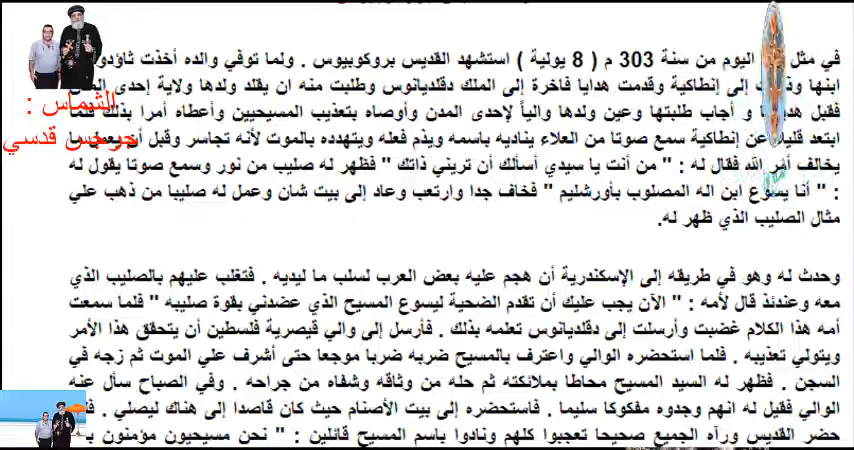 في مثل اليوم من سنة 303 م ( 8 يولية ) استشهد القديس بروكوبيوس . ولما توفي والده أخذت ثاؤدو
ابنها إلى إنطاكية وقدمت هدايا فاخرة إلى الملك دقلديانوس وطلبت منه ان يقلد ولدها ولاية إحدى
فقبل و أجاب طلبتها وعين ولدها والياً لإحدى المدن وأوصاه بتعذيب المسيحيين وأعطاه أمرا بذلك
الشماس :
ابتعد عن إنطاكية سمع صوتا من العلاء يناديه باسمه ويذم فعله ويتهدده بالموت لأنه تجاسر وقبل
جرجس قدسي
يخالف أمر الله فقال له : " من أنت يا سيدي أسألك أن تريني ذاتك " فظهر له صليب من نور وسمع صوتا يقول له
: " أنا يسوع ابن اله المصلوب بأورشليم " فخاف جدا وارتعب وعاد إلى بيت شان وعمل له صليبا من ذهب علي
مثال الصليب الذي ظهر له.
وحدث له وهو في طريقه إلى الإسكندرية أن هجم عليه بعض العرب لسلب ما ليديه . فتغلب عليهم بالصليب الذي
معه وعندئذ قال لأمه : " الآن يجب عليك أن تقدم الضحية ليسوع المسيح الذي عضدني بقوة صليبه " فلما سمعت
أمه هذا الكلام غضبت وأرسلت إلى دقلديانوس تعلمه بذلك . فأرسل إلى والي قيصرية فلسطين أن يتحقق هذا الأمر
ويتولي تعذيبه . فلما استحضره الوالي واعترف بالمسيح ضربه ضربا موجعا حتى أشرف علي الموت ثم زجه في
السجن . فظهر له السيد المسيح محاطا بملائكته ثم حله من وثاقه وشفاه من جراحه . وفي الصباح سأل عنه
الوالي فقيل له انهم وجدوه مفكوكا سليما . فاستحضره إلى بيت الأصنام حيث كان قاصدا إلى هناك ليصلي .
حضر القديس ورآه الجميع صحيحا تعجبوا كلهم ونادوا باسم المسيح قائلين : " نحن مسيحيون مؤمنون